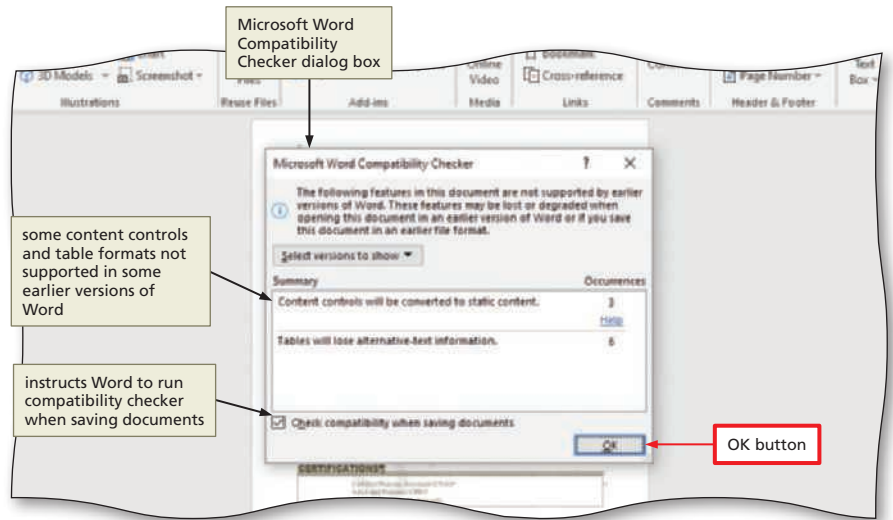 Microsoft Word
Compatibility
Checker dialog box
3D Models
Screenshot
Online
Video
Cross-reference
Page Number
Text
Box
Illustrations
Reuse Files
Add-ins
Media
Links
Comments
Header & Footer
Microsoft Word Compatibility Checker
?
The following features in this document are not supported by earlier
versions of Word. These features may be lost or degraded when
opening this document in an earlier version of Word or if you save
this document in an earlier file format.
Select versions to show
Summary Occurrences
Content controls will be converted to static content. 3
Help
Tables will lose alternative-text information. 6
Check compatibility when saving documents
OK
some content controls
and table formats not
supported in some
earlier versions of
Word
instructs Word to run
compatibility checker
when saving documents
OK button
CERTIFICATIONS¶